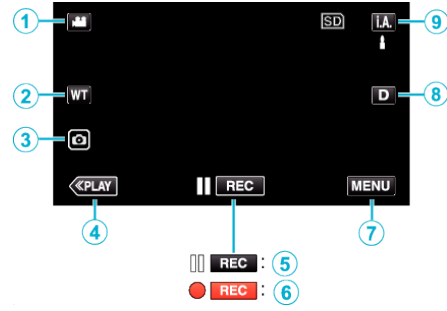 1 SD i.A. 9
2 WT D 8
3
≪PLAY REC MENU
4 7
REC : 5
REC : 6